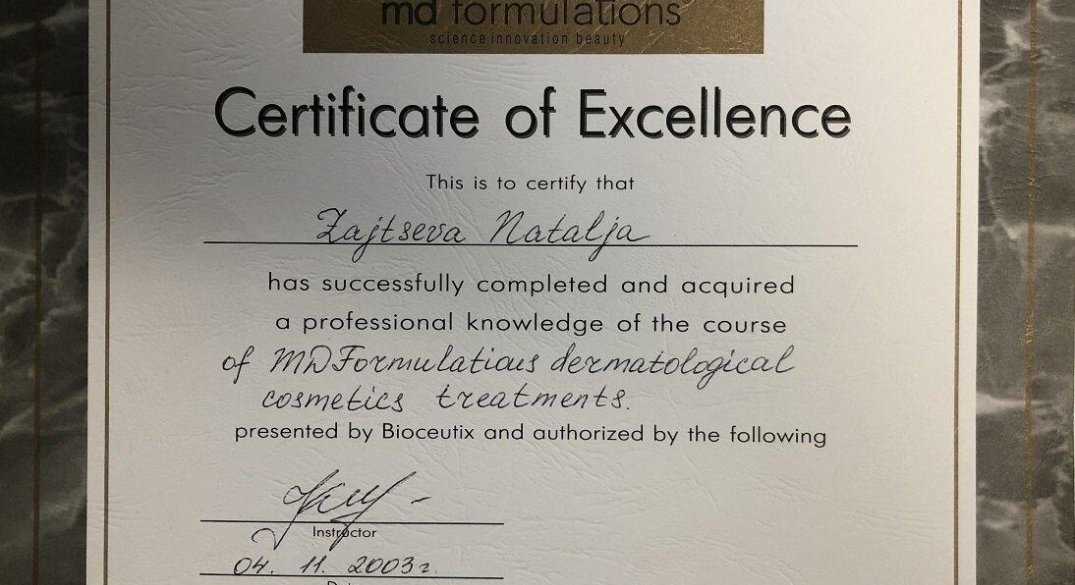 md formulations®
science innovation beauty
Certificate of Excellence
This is to certify that
Zajtseva Natalja
has successfully completed and acquired
a professional knowledge of the course
of MD Formulations dermatological
cosmetics treatments.
presented by Bioceutix and authorized by the following
Instructor
04. 11. 2003г.